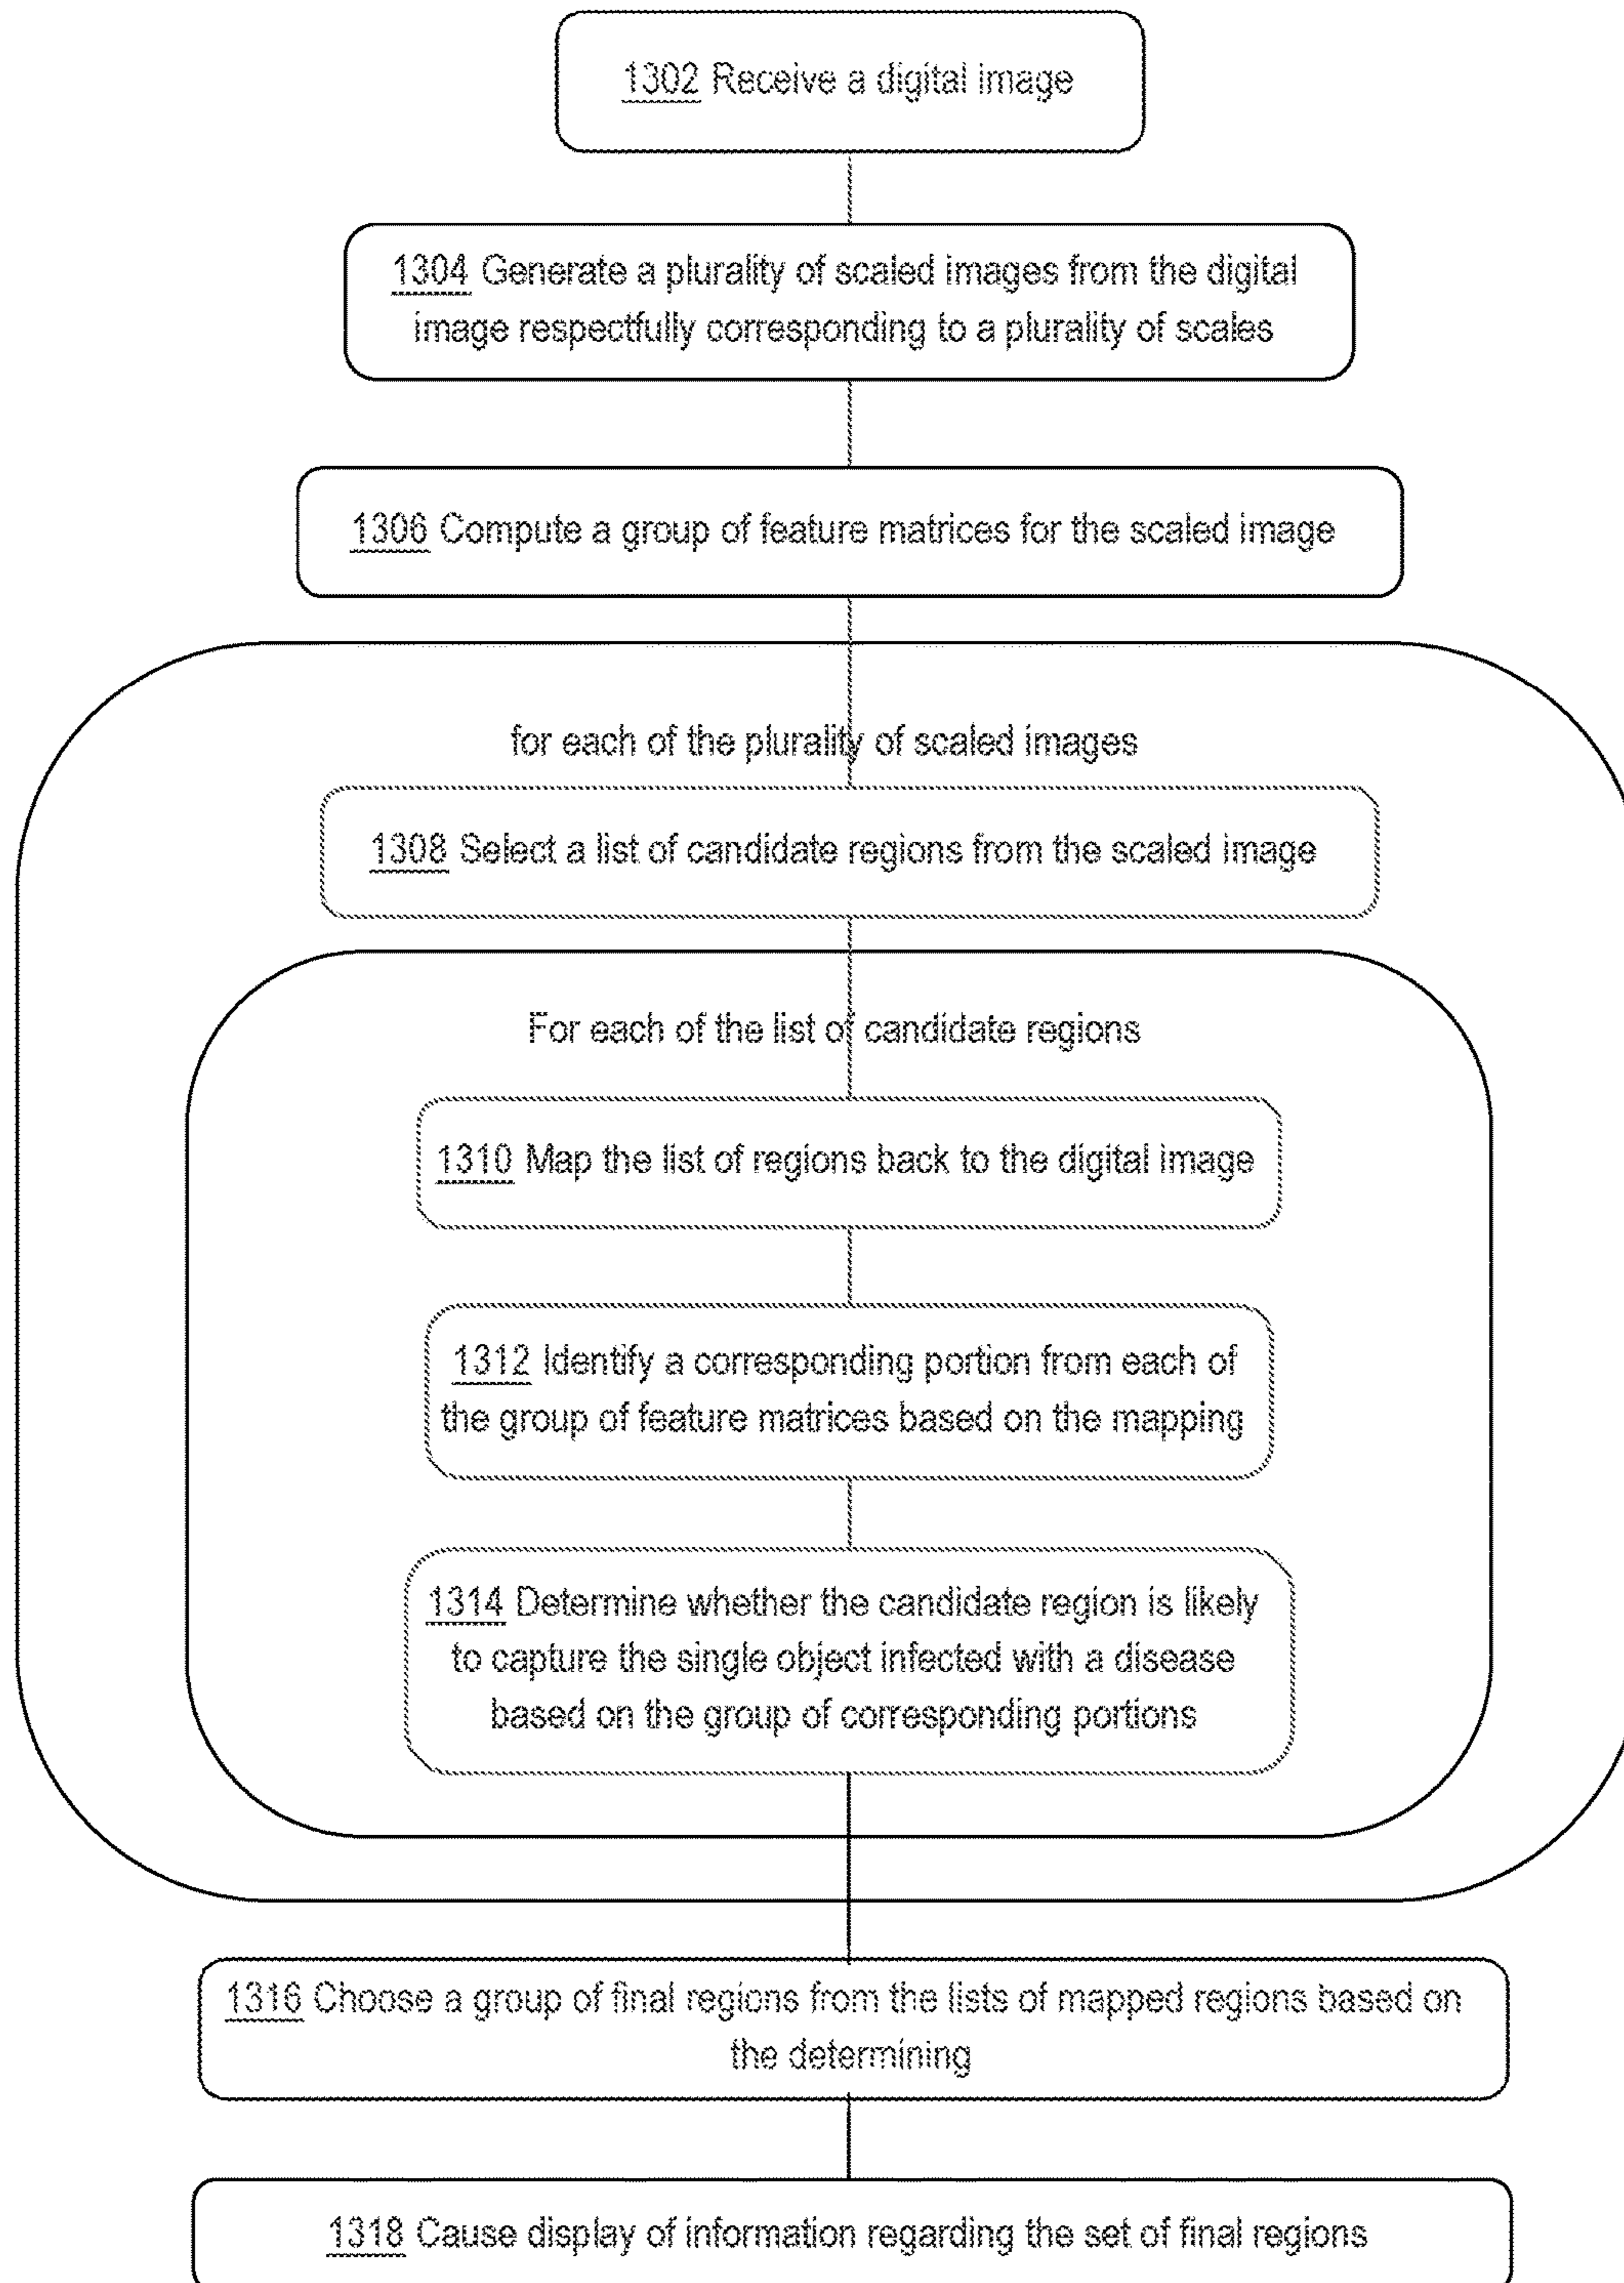 1302 Receive a digital image
1304 Generate a plurality of scaled images from the digital
image respectfully corresponding to a plurality of scales
1306 Compute a group of feature matrices for the scaled image
for each of the plurality of scaled images
1308 Select a list of candidate regions from the scaled image
For each of the list of candidate regions
1310 Map the list of regions back to the digital image
1312 Identify a corresponding portion from each of
the group of feature matrices based on the mapping
1314 Determine whether the candidate region is likely
to capture the single object infected with a disease
based on the group of corresponding portions
1316 Choose a group of final regions from the lists of mapped regions based on
the determining
1318 Cause display of information regarding the set of final regions